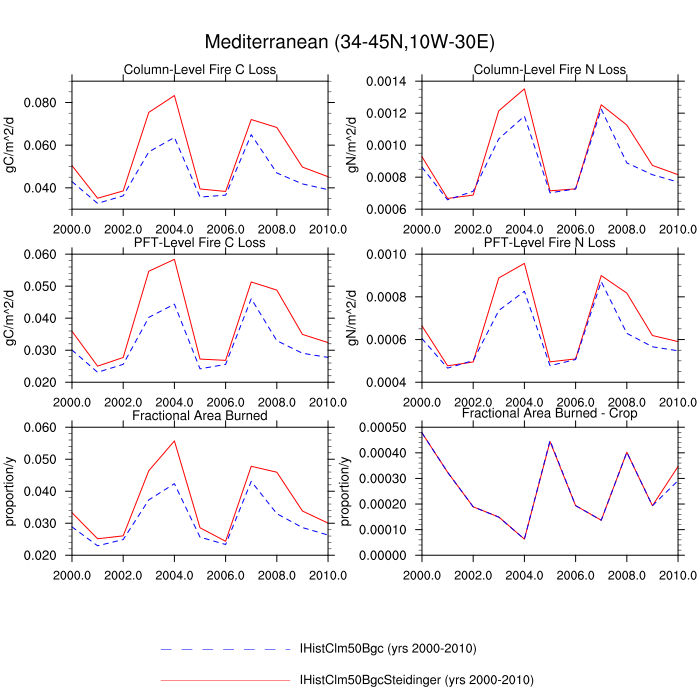 Mediterranean (34-45N,10W-30E)
Column-Level Fire C Loss
Column-Level Fire N Loss
gC/m^2/d
0.080
0.060
0.040
2000.0 2002.0 2004.0 2006.0 2008.0 2010.0
gN/m^2/d
0.0014
0.0012
0.0010
0.0008
0.0006
2000.0 2002.0 2004.0 2006.0 2008.0 2010.0
PFT-Level Fire C Loss
PFT-Level Fire N Loss
gC/m^2/d
0.060
0.050
0.040
0.030
0.020
2000.0 2002.0 2004.0 2006.0 2008.0 2010.0
gN/m^2/d
0.0010
0.0008
0.0006
0.0004
2000.0 2002.0 2004.0 2006.0 2008.0 2010.0
Fractional Area Burned
Fractional Area Burned - Crop
proportion/y
0.060
0.050
0.040
0.030
0.020
2000.0 2002.0 2004.0 2006.0 2008.0 2010.0
proportion/y
0.00050
0.00040
0.00030
0.00020
0.00010
0.00000
2000.0 2002.0 2004.0 2006.0 2008.0 2010.0
IHistClm50Bgc (yrs 2000-2010)
IHistClm50BgcSteidinger (yrs 2000-2010)